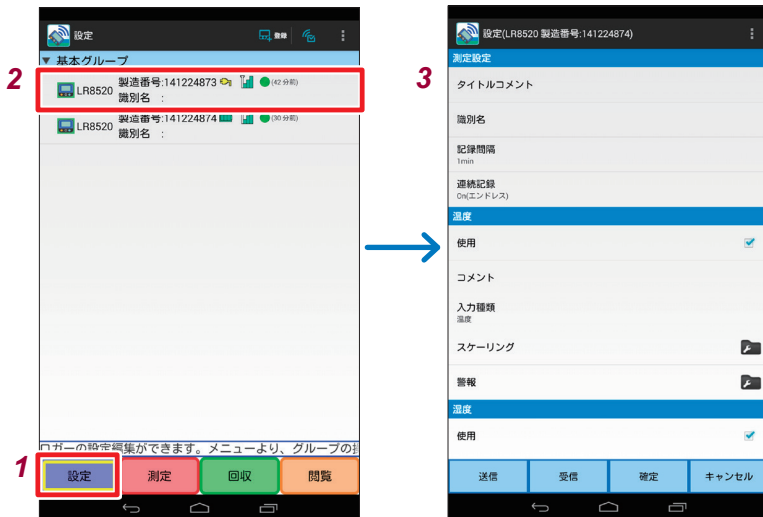 設定
登録
▼ 基本グループ
2
LR8520
製造番号:141224873
(42 分前)
識別名 :
LR8520
製造番号:141224874
(30 分前)
識別名 :
ロガーの設定編集ができます。メニューより、グループの
1
設定
測定
回収
閲覧
3
設定(LR8520 製造番号:141224874)
測定設定
タイトルコメント
識別名
記録間隔
1min
連続記録
On(エンドレス)
温度
使用
コメント
入力種類
温度
スケーリング
警報
湿度
使用
送信
受信
確定
キャンセル